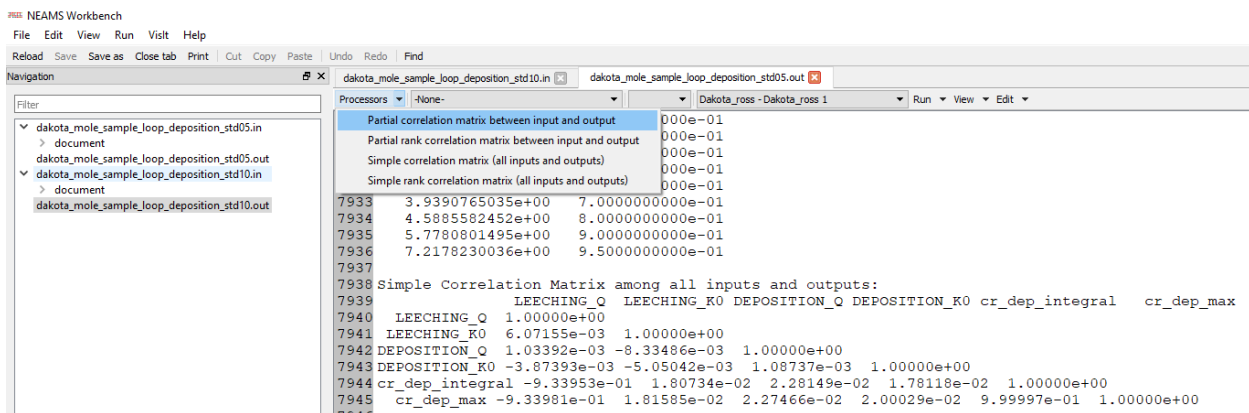 NEAMS Workbench
File Edit View Run VisIt Help
Reload Save Save as Close tab Print Cut Copy Paste Undo Redo Find
Navigation
Filter
dakota_mole_sample_loop_deposition_std05.in
document
dakota_mole_sample_loop_deposition_std05.out
dakota_mole_sample_loop_deposition_std10.in
document
dakota_mole_sample_loop_deposition_std10.out
dakota_mole_sample_loop_deposition_std10.in dakota_mole_sample_loop_deposition_std05.out
Processors -None- Dakota_ross - Dakota_ross 1 Run View Edit
Partial correlation matrix between input and output
Partial rank correlation matrix between input and output
Simple correlation matrix (all inputs and outputs)
Simple rank correlation matrix (all inputs and outputs)
000e-01
000e-01
000e-01
000e-01
000e-01
7933 3.9390765035e+00 7.0000000000e-01
7934 4.5885582452e+00 8.0000000000e-01
7935 5.7780801495e+00 9.0000000000e-01
7936 7.2178230036e+00 9.5000000000e-01
7937
7938 Simple Correlation Matrix among all inputs and outputs:
7939 LEECHING_Q LEECHING_K0 DEPOSITION_Q DEPOSITION_K0 cr_dep_integral cr_dep_max
7940 LEECHING_Q 1.00000e+00
7941 LEECHING_K0 6.07155e-03 1.00000e+00
7942 DEPOSITION_Q 1.03392e-03 -8.33486e-03 1.00000e+00
7943 DEPOSITION_K0 -3.87393e-03 -5.05042e-03 1.08737e-03 1.00000e+00
7944 cr_dep_integral -9.33953e-01 1.80734e-02 2.28149e-02 1.78118e-02 1.00000e+00
7945 cr_dep_max -9.33981e-01 1.81585e-02 2.27466e-02 2.00029e-02 9.99997e-01 1.00000e+00